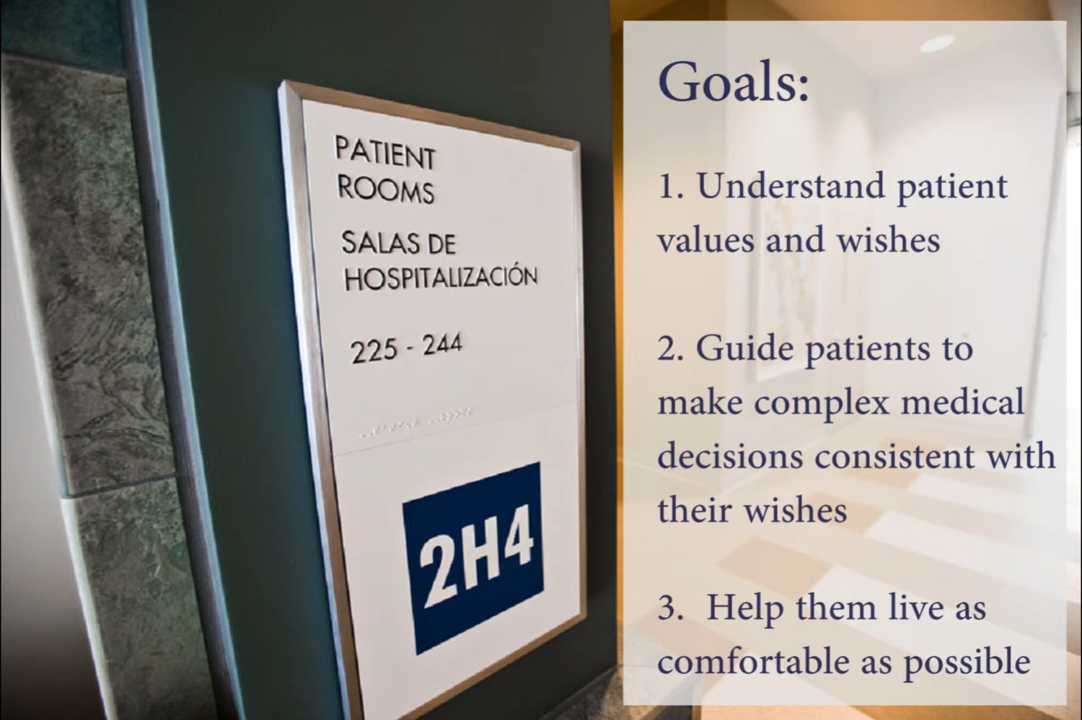 PATIENT
ROOMS
SALAS DE
HOSPITALIZACIÓN
225 - 244
2H4
Goals:
1. Understand patient
values and wishes
2. Guide patients to
make complex medical
decisions consistent with
their wishes
3. Help them live as
comfortable as possible